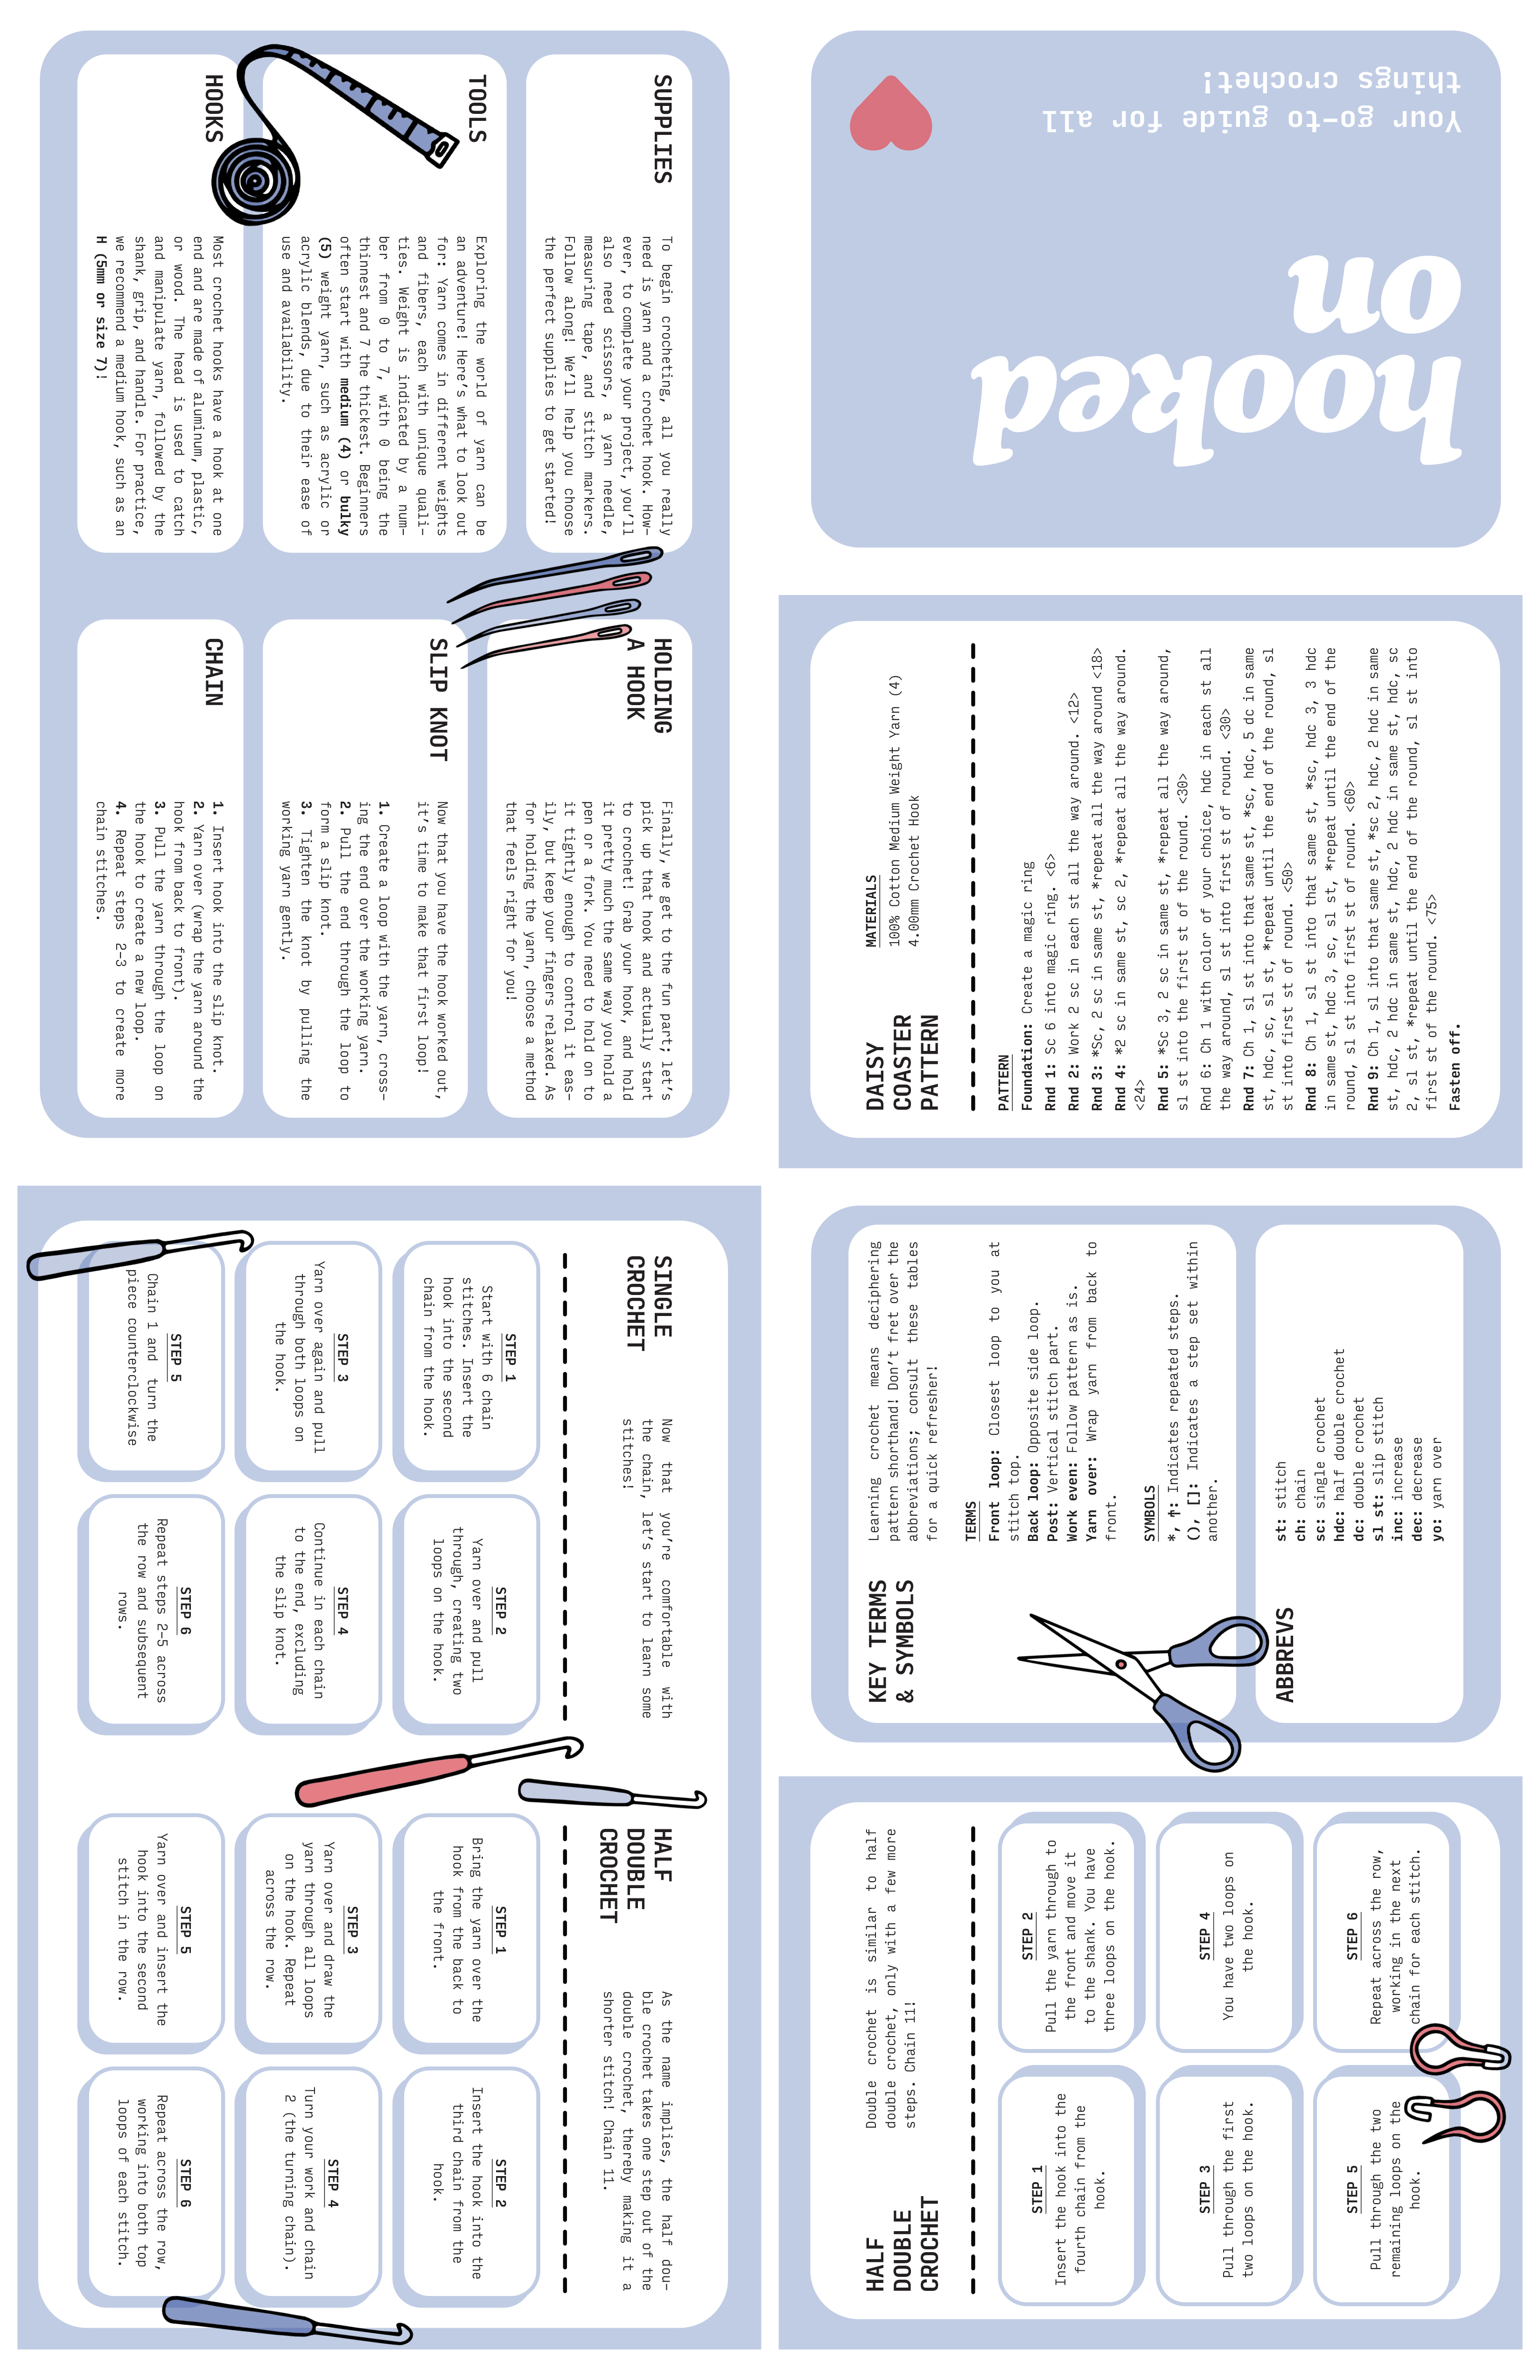 hooked
on
Your go-to guide for all
things crochet!
SUPPLIES
To begin crocheting, all you really
need is yarn and a crochet hook. How-
ever, to complete your project, you’ll
also need scissors, a yarn needle,
measuring tape, and stitch markers.
Follow along! We’ll help you choose
the perfect supplies to get started!
TOOLS
Exploring the world of yarn can be
an adventure! Here’s what to look out
for: Yarn comes in different weights
and fibers, each with unique quali-
ties. Weight is indicated by a num-
ber from 0 to 7, with 0 being the
thinnest and 7 the thickest. Beginners
often start with medium (4) or bulky
(5) weight yarn, such as acrylic or
acrylic blends, due to their ease of
use and availability.
HOOKS
Most crochet hooks have a hook at one
end and are made of aluminum, plastic,
or wood. The head is used to catch
and manipulate yarn, followed by the
shank, grip, and handle. For practice,
we recommend a medium hook, such as an
H (5mm or size 7)!
HOLDING
A HOOK
Finally, we get to the fun part; let’s
pick up that hook and actually start
to crochet! Grab your hook, and hold
it pretty much the same way you hold a
pen or a fork. You need to hold on to
it tightly enough to control it eas-
ily, but keep your fingers relaxed. As
for holding the yarn, choose a method
that feels right for you!
SLIP KNOT
Now that you have the hook worked out,
it’s time to make that first loop!
1. Create a loop with the yarn, cross-
ing the end over the working yarn.
2. Pull the end through the loop to
form a slip knot.
3. Tighten the knot by pulling the
working yarn gently.
CHAIN
1. Insert hook into the slip knot.
2. Yarn over (wrap the yarn around the
hook from back to front).
3. Pull the yarn through the loop on
the hook to create a new loop.
4. Repeat steps 2-3 to create more
chain stitches.
SINGLE
CROCHET
Now that you’re comfortable with
the chain, let’s start to learn some
stitches!
STEP 1
Start with 6 chain
stitches. Insert the
hook into the second
chain from the hook.
STEP 2
Yarn over and pull
through, creating two
loops on the hook.
STEP 3
Yarn over again and pull
through both loops on
the hook.
STEP 4
Continue in each chain
to the end, excluding
the slip knot.
STEP 5
Chain 1 and turn the
piece counterclockwise
STEP 6
Repeat steps 2-5 across
the row and subsequent
rows.
HALF
DOUBLE
CROCHET
As the name implies, the half dou-
ble crochet takes one step out of the
double crochet, thereby making it a
shorter stitch! Chain 11.
STEP 1
Bring the yarn over the
hook from the back to
the front.
STEP 2
Insert the hook into the
third chain from the
hook.
STEP 3
Yarn over and draw the
yarn through all loops
on the hook. Repeat
across the row.
STEP 4
Turn your work and chain
2 (the turning chain).
STEP 5
Yarn over and insert the
hook into the second
stitch in the row.
STEP 6
Repeat across the row,
working into both top
loops of each stitch.
HALF
DOUBLE
CROCHET
Double crochet is similar to half
double crochet, only with a few more
steps. Chain 11!
STEP 1
Insert the hook into the
fourth chain from the
hook.
STEP 2
Pull the yarn through to
the front and move it
to the shank. You have
three loops on the hook.
STEP 3
Pull through the first
two loops on the hook.
STEP 4
You have two loops on
the hook.
STEP 5
Pull through the two
remaining loops on the
hook.
STEP 6
Repeat across the row,
working in the next
chain for each stitch.
KEY TERMS
& SYMBOLS
Learning crochet means deciphering
pattern shorthand! Don’t fret over the
abbreviations; consult these tables
for a quick refresher!
TERMS
Front loop: Closest loop to you at
stitch top.
Back loop: Opposite side loop.
Post: Vertical stitch part.
Work even: Follow pattern as is.
Yarn over: Wrap yarn from back to
front.
SYMBOLS
*, †: Indicates repeated steps.
(), []: Indicates a step set within
another.
ABBREVS
st: stitch
ch: chain
sc: single crochet
hdc: half double crochet
dc: double crochet
sl st: slip stitch
inc: increase
dec: decrease
yo: yarn over
DAISY
COASTER
PATTERN
MATERIALS
100% Cotton Medium Weight Yarn (4)
4.00mm Crochet Hook
PATTERN
Foundation: Create a magic ring
Rnd 1: Sc 6 into magic ring. <6>
Rnd 2: Work 2 sc in each st all the way around. <12>
Rnd 3: *Sc, 2 sc in same st, *repeat all the way around <18>
Rnd 4: *2 sc in same st, sc 2, *repeat all the way around.
<24>
Rnd 5: *Sc 3, 2 sc in same st, *repeat all the way around,
sl st into the first st of the round. <30>
Rnd 6: Ch 1 with color of your choice, hdc in each st all
the way around, sl st into first st of round. <30>
Rnd 7: Ch 1, sl st into that same st, *sc, hdc, 5 dc in same
st, hdc, sc, sl st, *repeat until the end of the round, sl
st into first st of round. <50>
Rnd 8: Ch 1, sl st into that same st, *sc, hdc 3, 3 hdc
in same st, hdc 3, sc, sl st, *repeat until the end of the
round, sl st into first st of round. <60>
Rnd 9: Ch 1, sl into that same st, *sc 2, hdc, 2 hdc in same
st, hdc, 2 hdc in same st, hdc, 2 hdc in same st, hdc, sc
2, sl st, *repeat until the end of the round, sl st into
first st of the round. <75>
Fasten off.